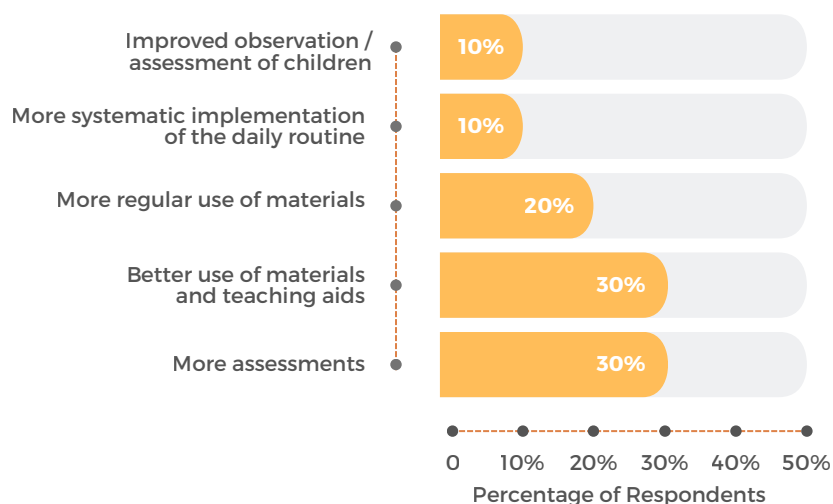 Improved observation /
assessment of children
10%
More systematic implementation
of the daily routine
10%
More regular use of materials
20%
Better use of materials
and teaching aids
30%
More assessments
30%
0 10% 20% 30% 40% 50%
Percentage of Respondents